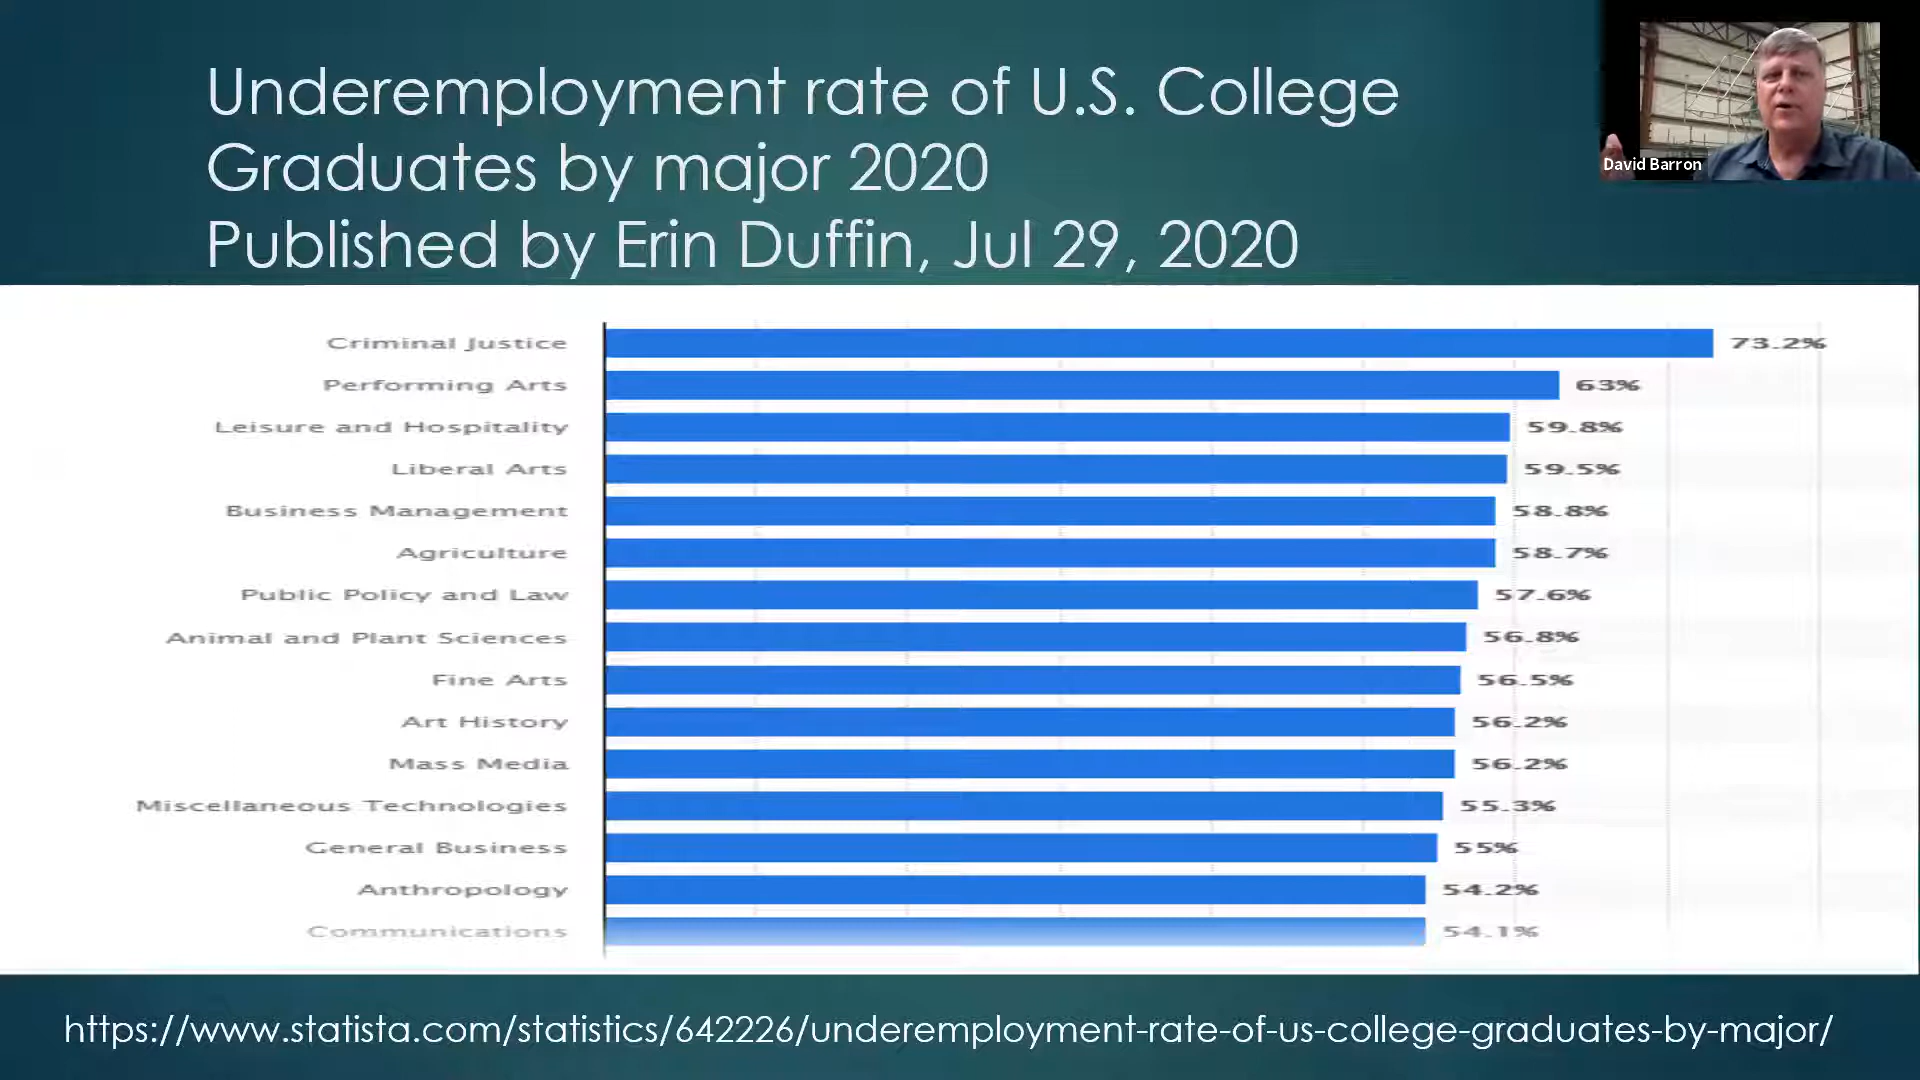 Underemployment rate of U.S. College
Graduates by major 2020
Published by Erin Duffin, Jul 29, 2020
David Barron
Criminal Justice 73.2%
Performing Arts 63%
Leisure and Hospitality 59.8%
Liberal Arts 59.5%
Business Management 58.8%
Agriculture 58.7%
Public Policy and Law 57.6%
Animal and Plant Sciences 56.8%
Fine Arts 56.5%
Art History 56.2%
Mass Media 56.2%
Miscellaneous Technologies 55.3%
General Business 55%
Anthropology 54.2%
Communications 54.1%
https://www.statista.com/statistics/642226/underemployment-rate-of-us-college-graduates-by-major/